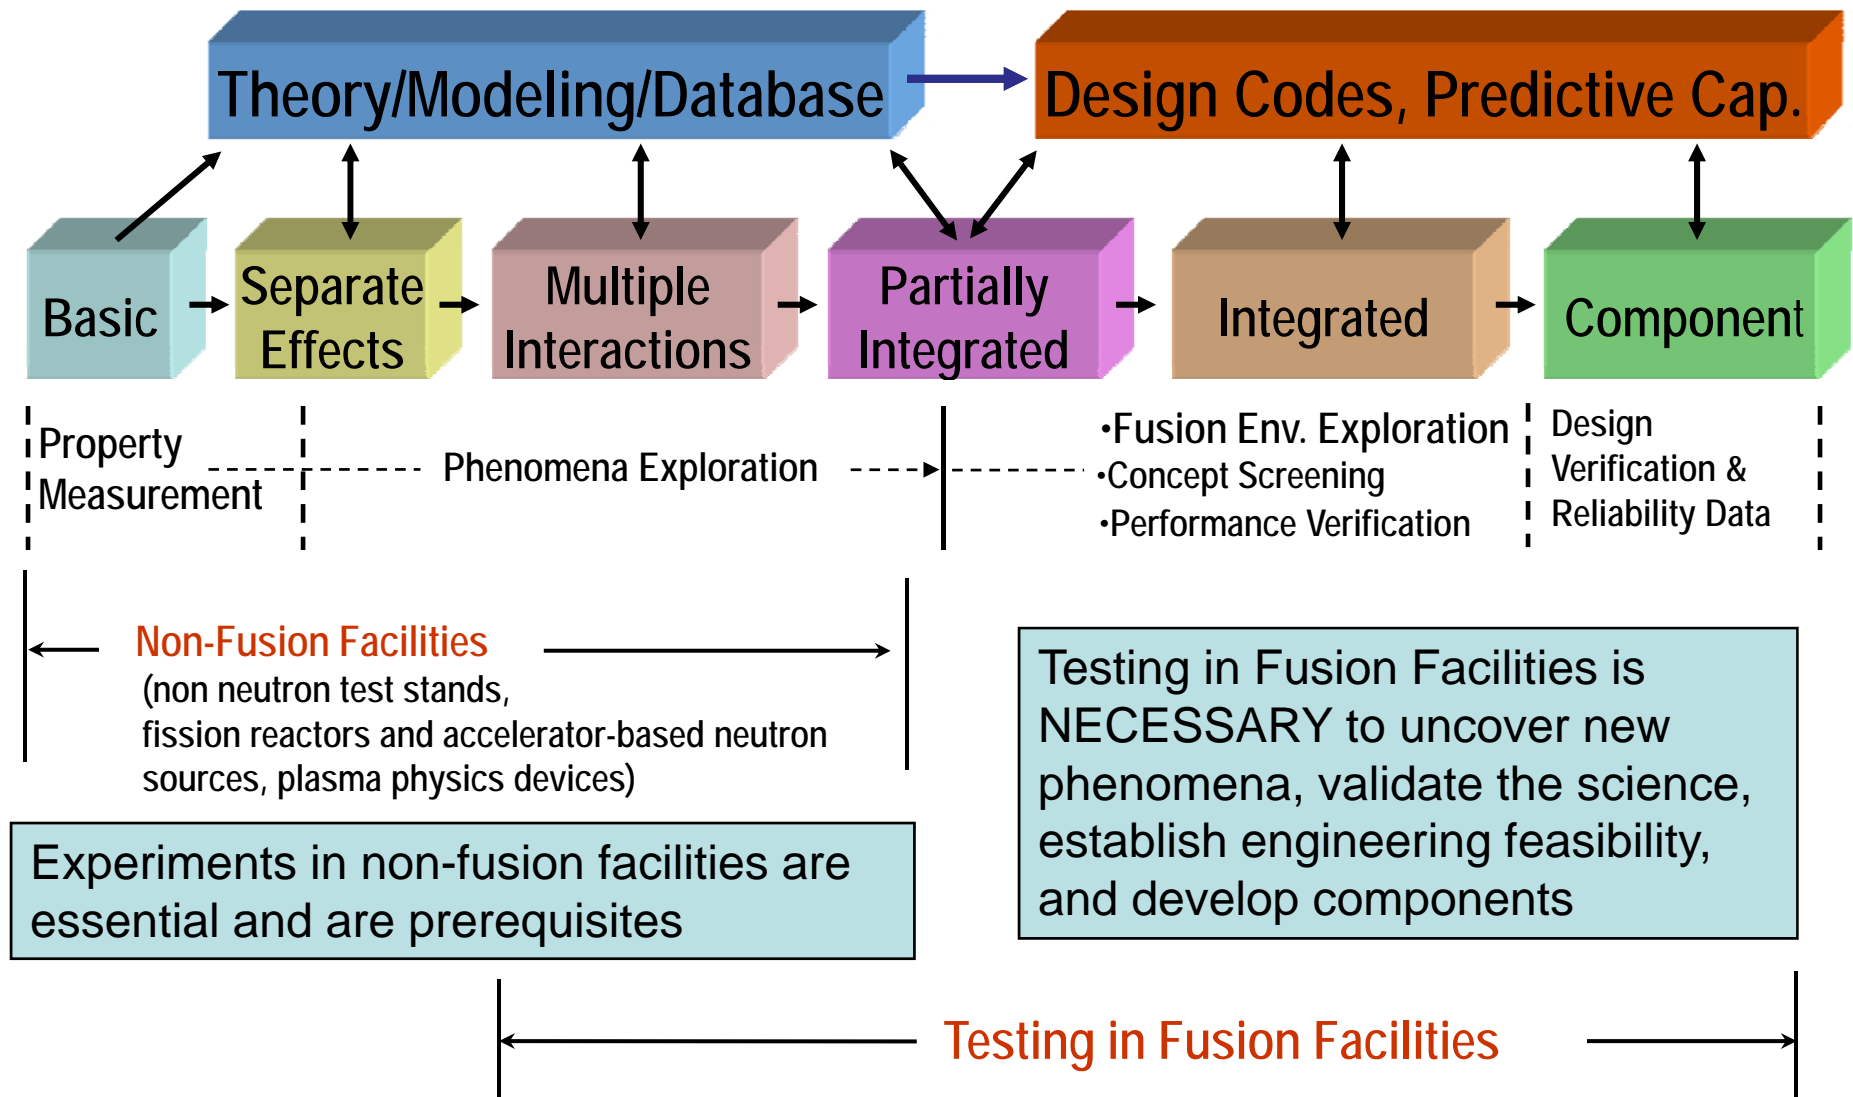 Theory/Modeling/Database
Design Codes, Predictive Cap.
Basic
Separate
Effects
Multiple
Interactions
Partially
Integrated
Integrated
Component
Property
Measurement
Phenomena Exploration
•Fusion Env. Exploration
•Concept Screening
•Performance Verification
Design
Verification &
Reliability Data
Non-Fusion Facilities
(non neutron test stands,
fission reactors and accelerator-based neutron
sources, plasma physics devices)
Experiments in non-fusion facilities are
essential and are prerequisites
Testing in Fusion Facilities is
NECESSARY to uncover new
phenomena, validate the science,
establish engineering feasibility,
and develop components
Testing in Fusion Facilities